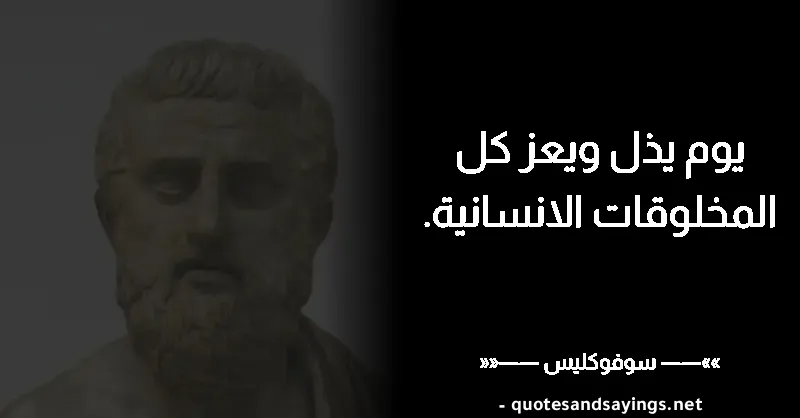 يوم يذل ويعز كل
المخلوقات الانسانية.
»»—— سوفوكليس ——««
- quotesandsayings.net